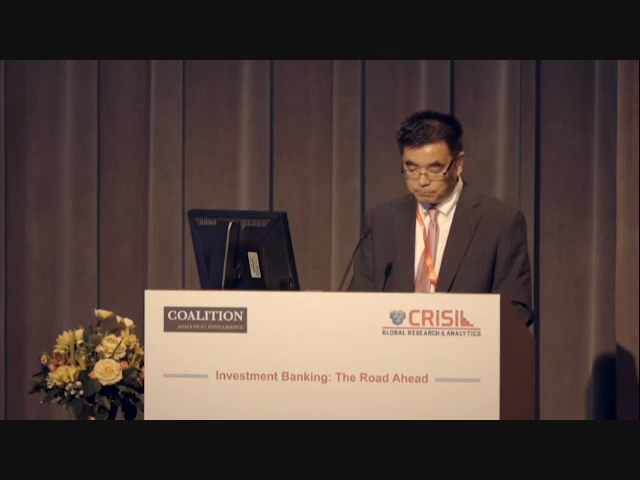 COALITION
ANALYTICS | INTELLIGENCE
CRISIL
GLOBAL RESEARCH & ANALYTICS
Investment Banking: The Road Ahead